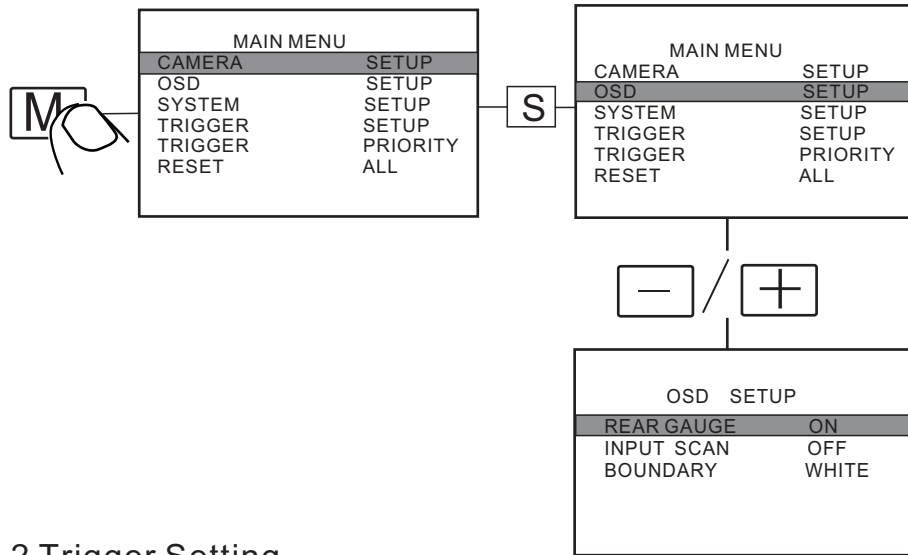 MAIN MENU
CAMERA SETUP
OSD SETUP
SYSTEM SETUP
TRIGGER SETUP
TRIGGER PRIORITY
RESET ALL
M
S
MAIN MENU
CAMERA SETUP
OSD SETUP
SYSTEM SETUP
TRIGGER SETUP
TRIGGER PRIORITY
RESET ALL
— / +
OSD SETUP
REAR GAUGE ON
INPUT SCAN OFF
BOUNDARY WHITE
2 Trigger Setting